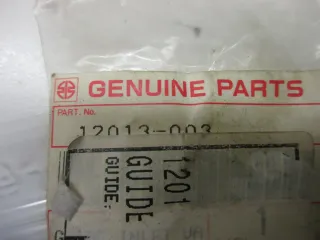 GENUINE PARTS
PART. No.
12013-003
1201
GUIDE
GUIDE: